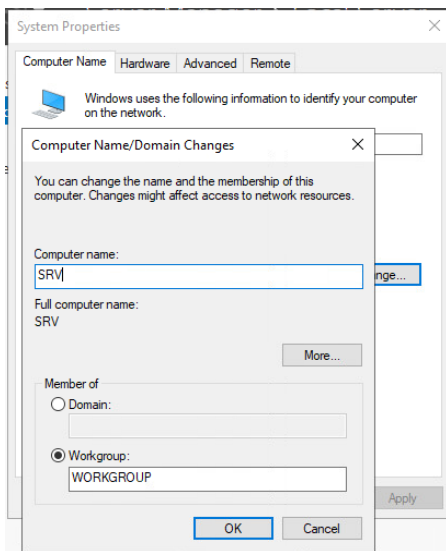 System Properties
Computer Name Hardware Advanced Remote
Windows uses the following information to identify your computer
on the network.
Computer Name/Domain Changes
You can change the name and the membership of this
computer. Changes might affect access to network resources.
Computer name:
SRV
nge...
Full computer name:
SRV
More...
Member of
Domain:
Workgroup:
WORKGROUP
Apply
OK Cancel